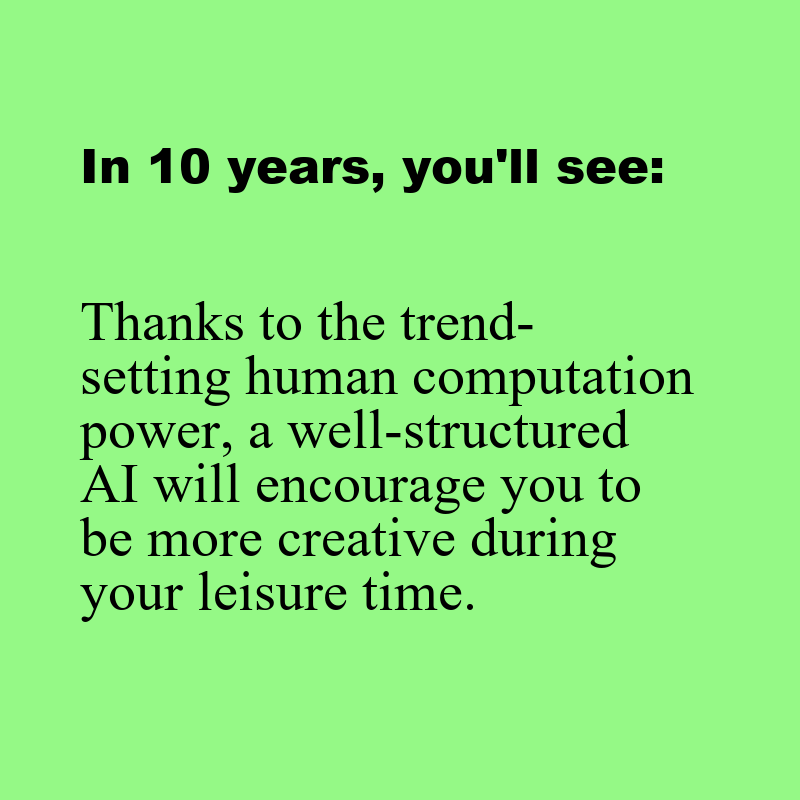 In 10 years, you'll see:
Thanks to the trend-
setting human computation
power, a well-structured
AI will encourage you to
be more creative during
your leisure time.